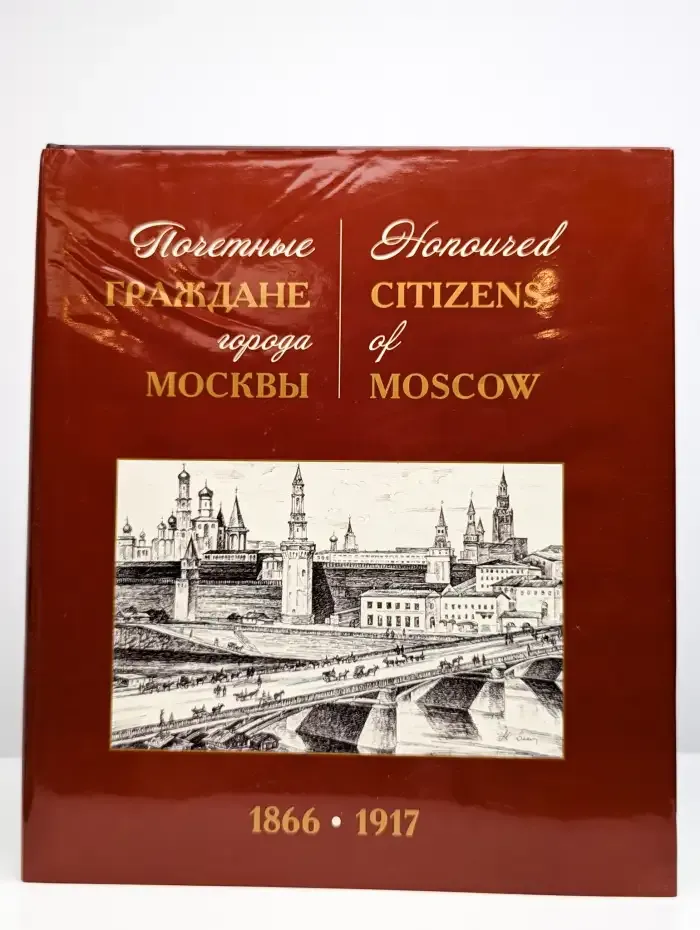 Почетные
ГРАЖДАНЕ
города
МОСКВЫ
Honoured
CITIZENS
of
MOSCOW
1866 • 1917